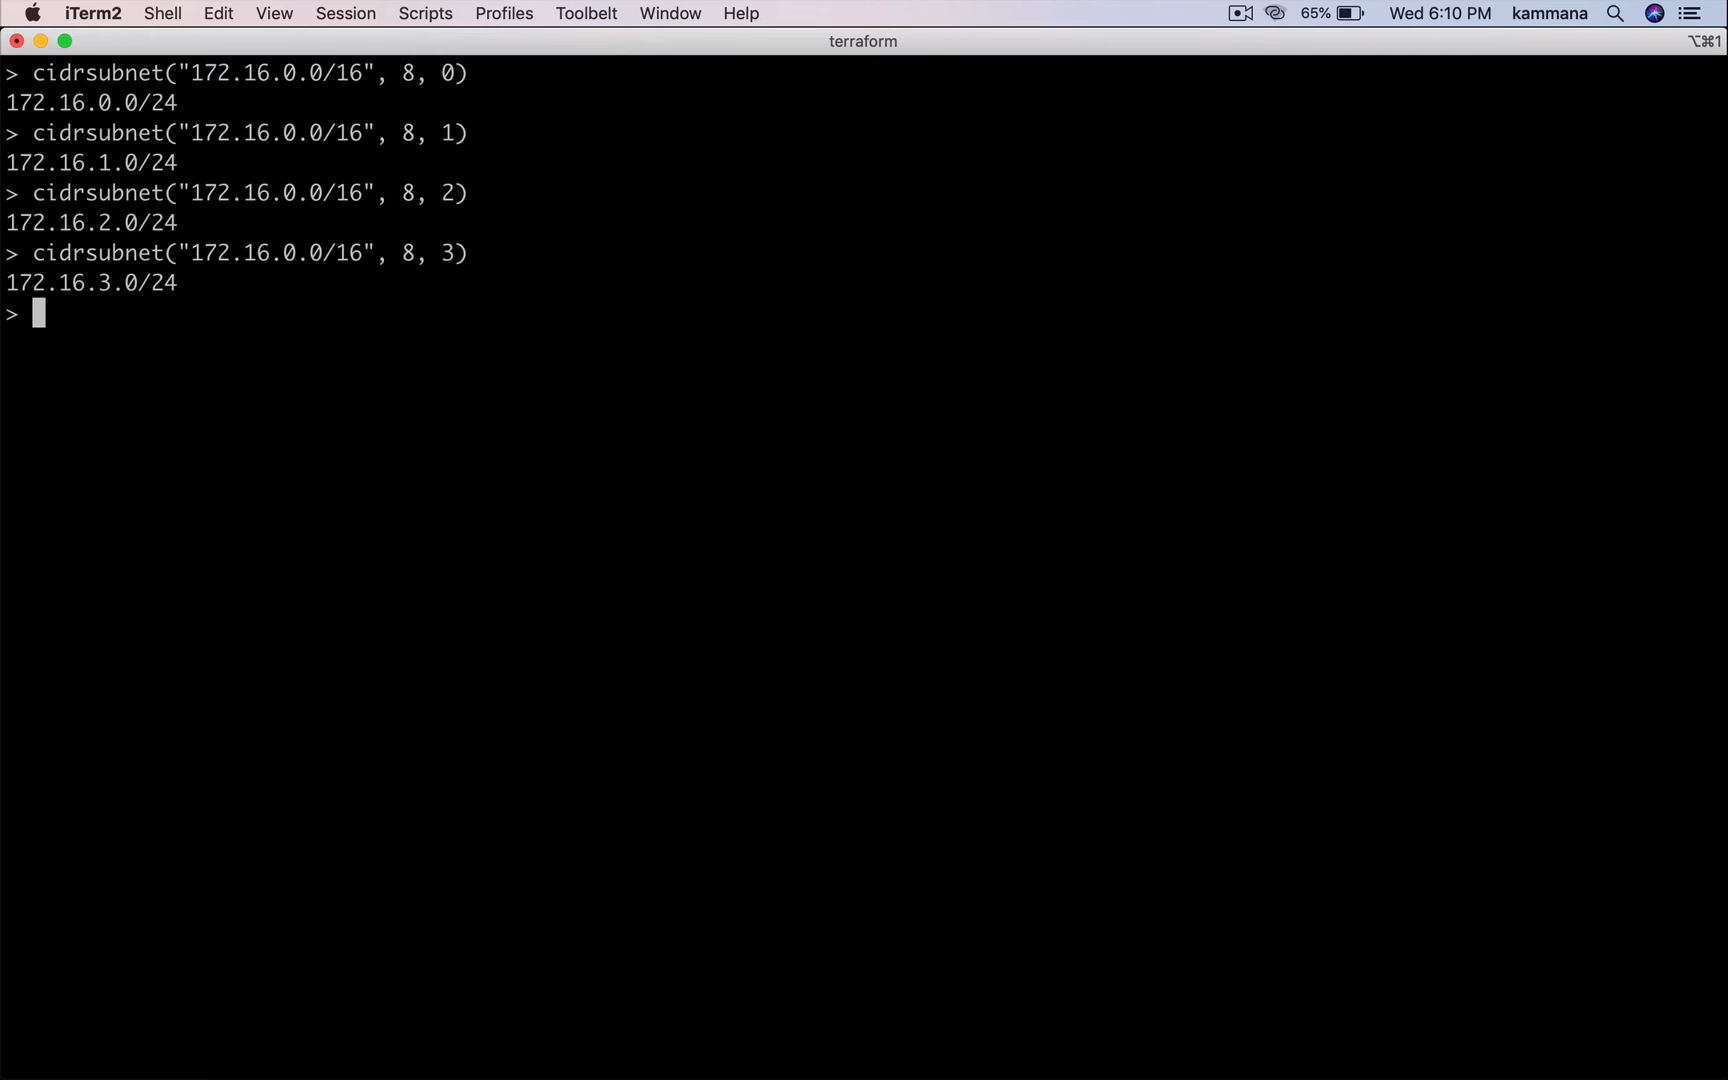 iTerm2 Shell Edit View Session Scripts Profiles Toolbelt Window Help 65% Wed 6:10 PM kammana
terraform ⌥⌘1
> cidrsubnet("172.16.0.0/16", 8, 0)
172.16.0.0/24
> cidrsubnet("172.16.0.0/16", 8, 1)
172.16.1.0/24
> cidrsubnet("172.16.0.0/16", 8, 2)
172.16.2.0/24
> cidrsubnet("172.16.0.0/16", 8, 3)
172.16.3.0/24
>